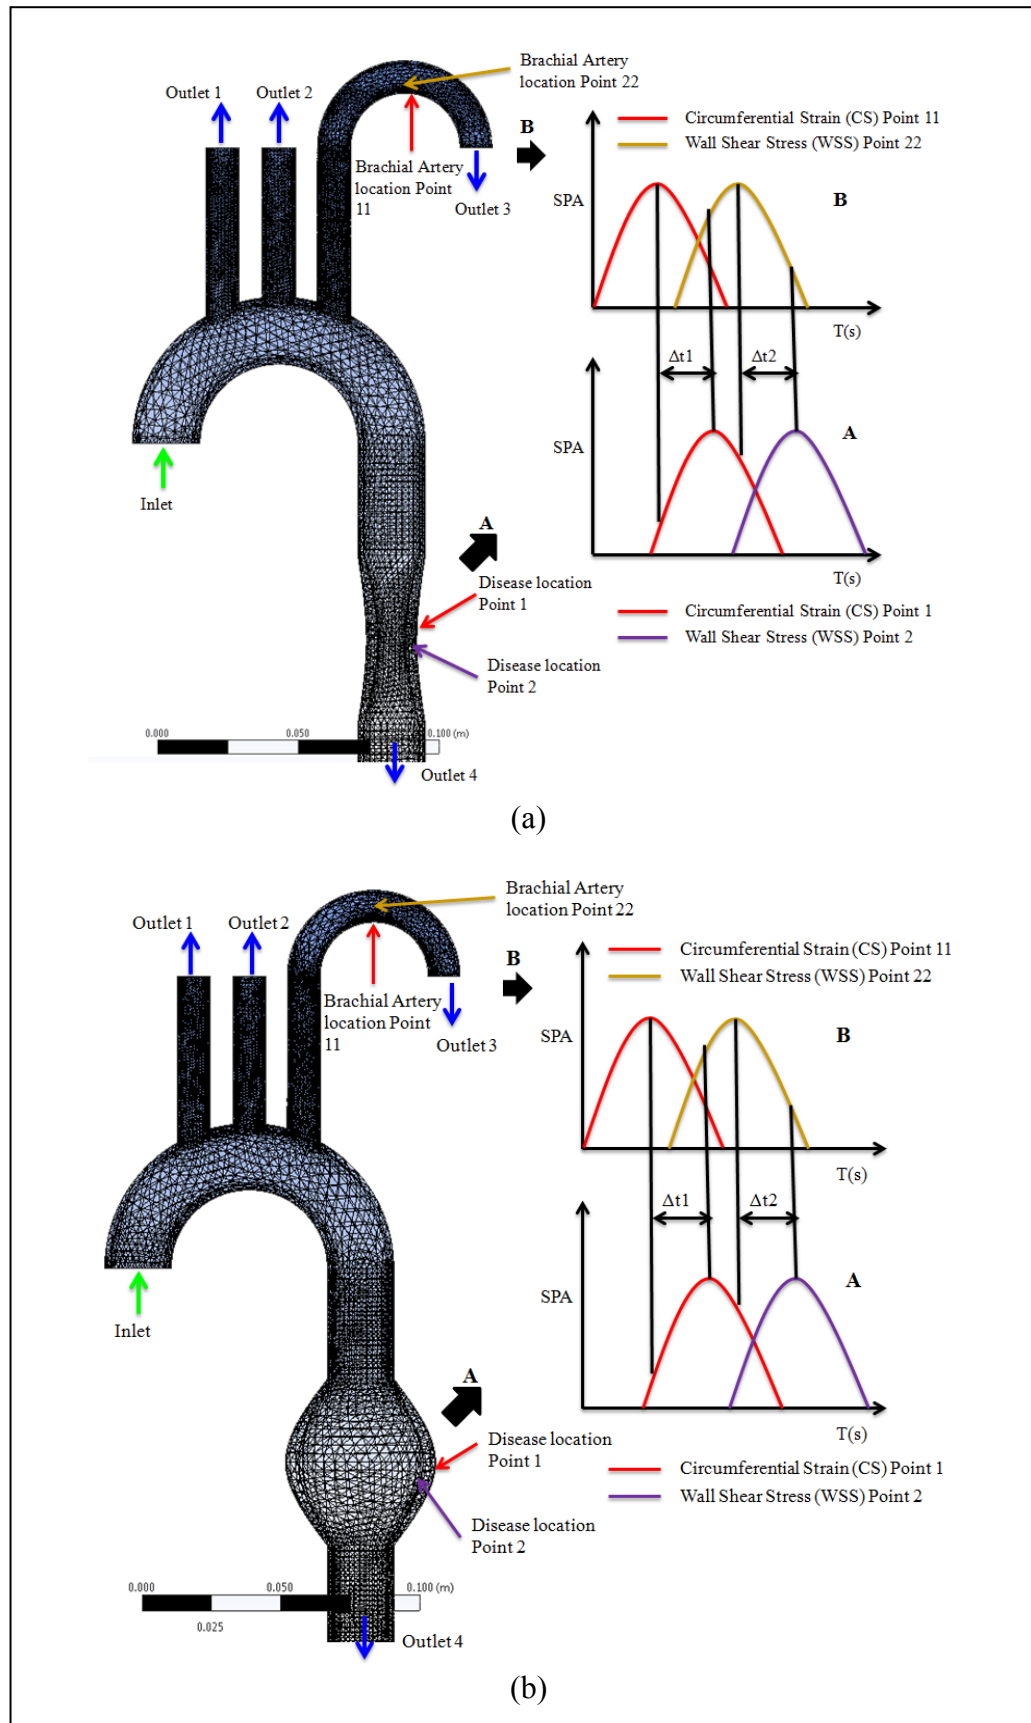 Brachial Artery
location Point 22
Outlet 1
Outlet 2
B
Brachial Artery
location Point
11
Outlet 3
Circumferential Strain (CS) Point 11
Wall Shear Stress (WSS) Point 22
SPA
B
T(s)
Δt1
Δt2
SPA
A
T(s)
Inlet
A
Disease location
Point 1
Disease location
Point 2
Circumferential Strain (CS) Point 1
Wall Shear Stress (WSS) Point 2
0.000
0.050
0.100 (m)
Outlet 4
(a)
Brachial Artery
location Point 22
Outlet 1
Outlet 2
B
Brachial Artery
location Point
11
Outlet 3
Circumferential Strain (CS) Point 11
Wall Shear Stress (WSS) Point 22
SPA
B
T(s)
Δt1
Δt2
SPA
A
T(s)
Inlet
A
Disease location
Point 1
Disease location
Point 2
Circumferential Strain (CS) Point 1
Wall Shear Stress (WSS) Point 2
0.000
0.050
0.100 (m)
0.025
Outlet 4
(b)